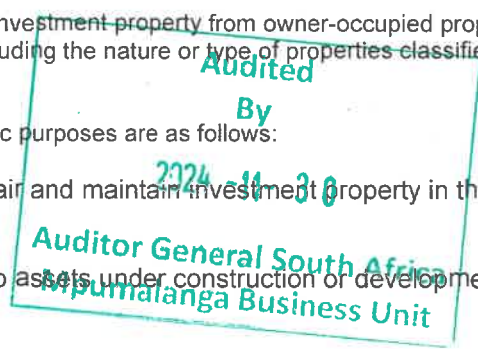 nvestment property from owner-occupied prop
uding the nature or type of properties classifie
Audited
By
c purposes are as follows:
2024 -11- 30
air and maintain investment property in th
Auditor General South Africa
o assets under construction or developme
Mpumalanga Business Unit